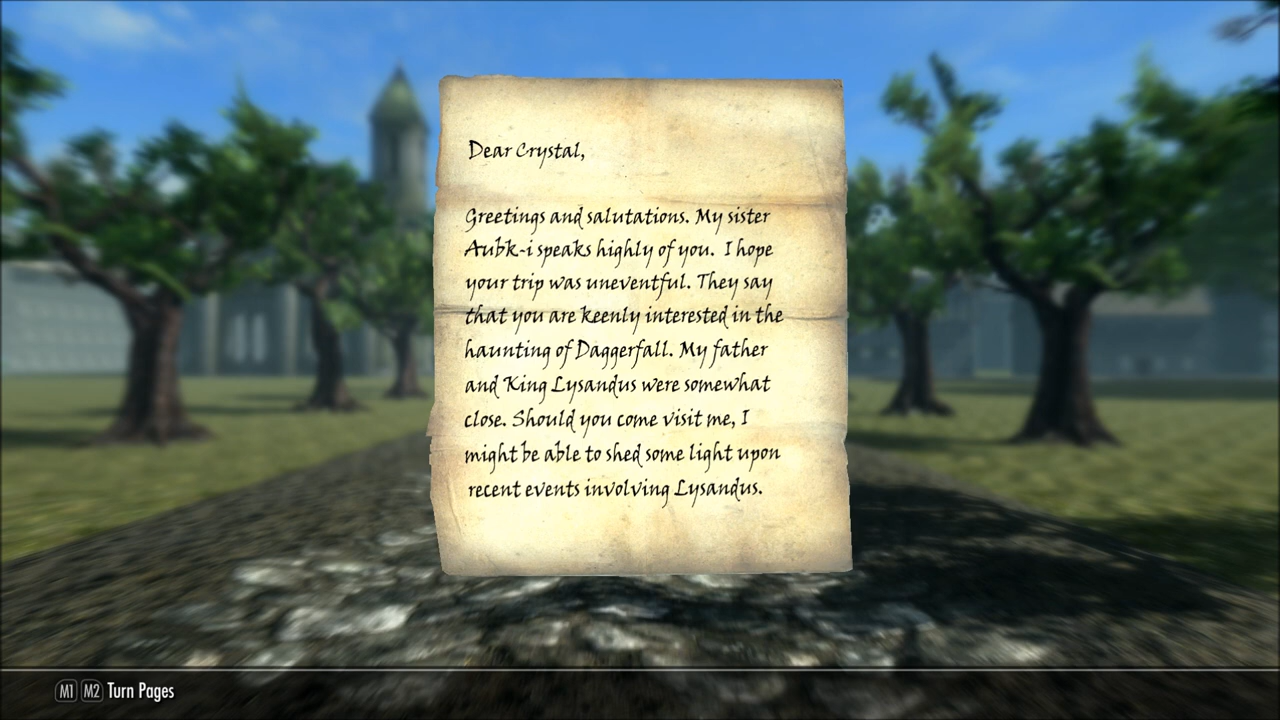 Dear Crystal,
Greetings and salutations. My sister
Aubk-i speaks highly of you. I hope
your trip was uneventful. They say
that you are keenly interested in the
haunting of Daggerfall. My father
and King Lysandus were somewhat
close. Should you come visit me, I
might be able to shed some light upon
recent events involving Lysandus.
M1 M2 Turn Pages